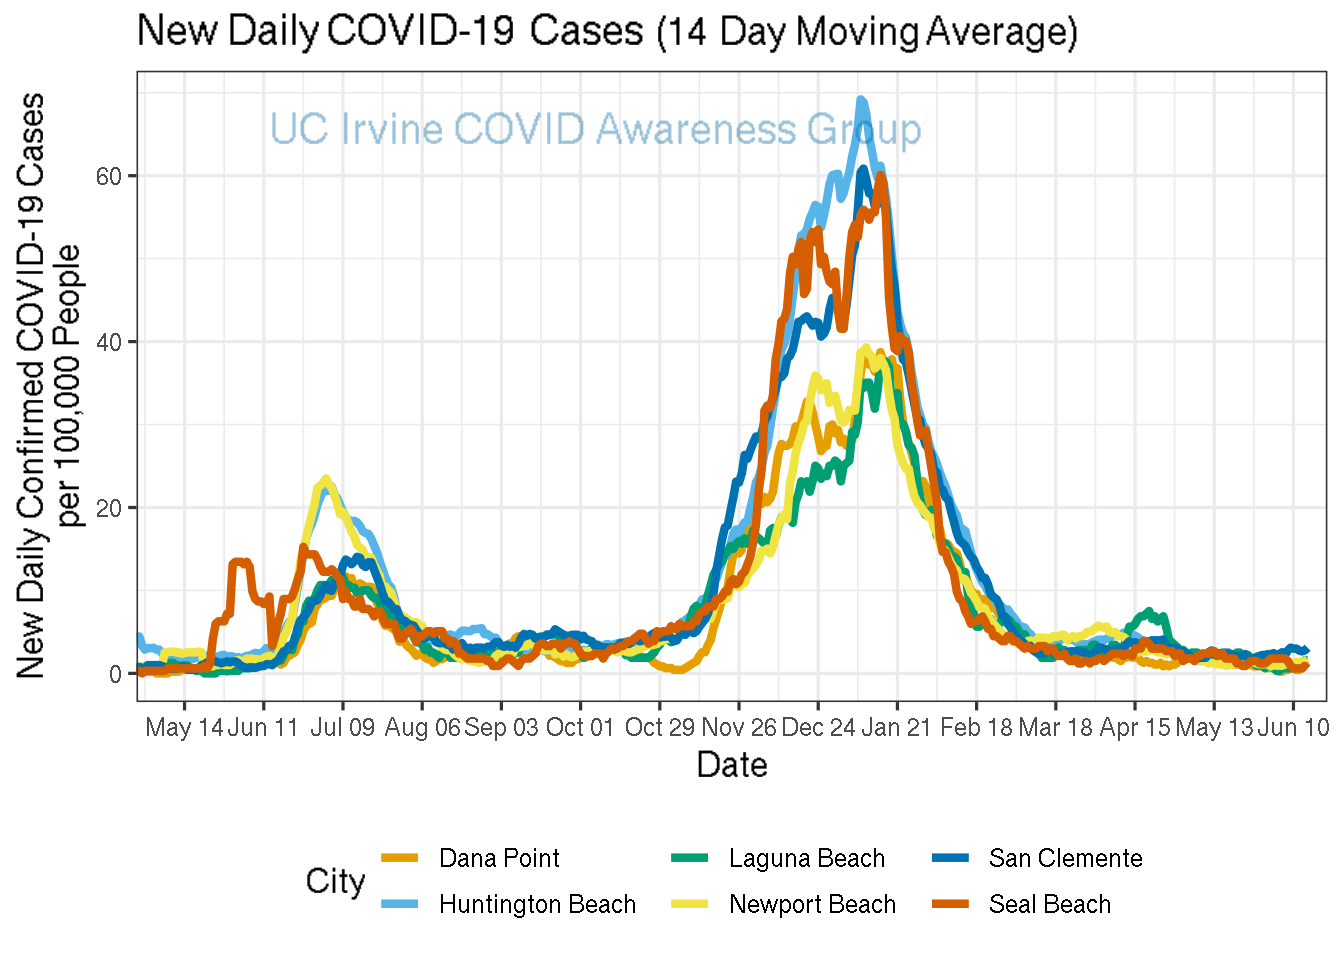 New Daily COVID-19 Cases (14 Day Moving Average)
UC Irvine COVID Awareness Group
New Daily Confirmed COVID-19 Cases
per 100,000 People
60
40
20
0
May 14 Jun 11 Jul 09 Aug 06 Sep 03 Oct 01 Oct 29 Nov 26 Dec 24 Jan 21 Feb 18 Mar 18 Apr 15 May 13 Jun 10
Date
City
Dana Point Laguna Beach San Clemente
Huntington Beach Newport Beach Seal Beach